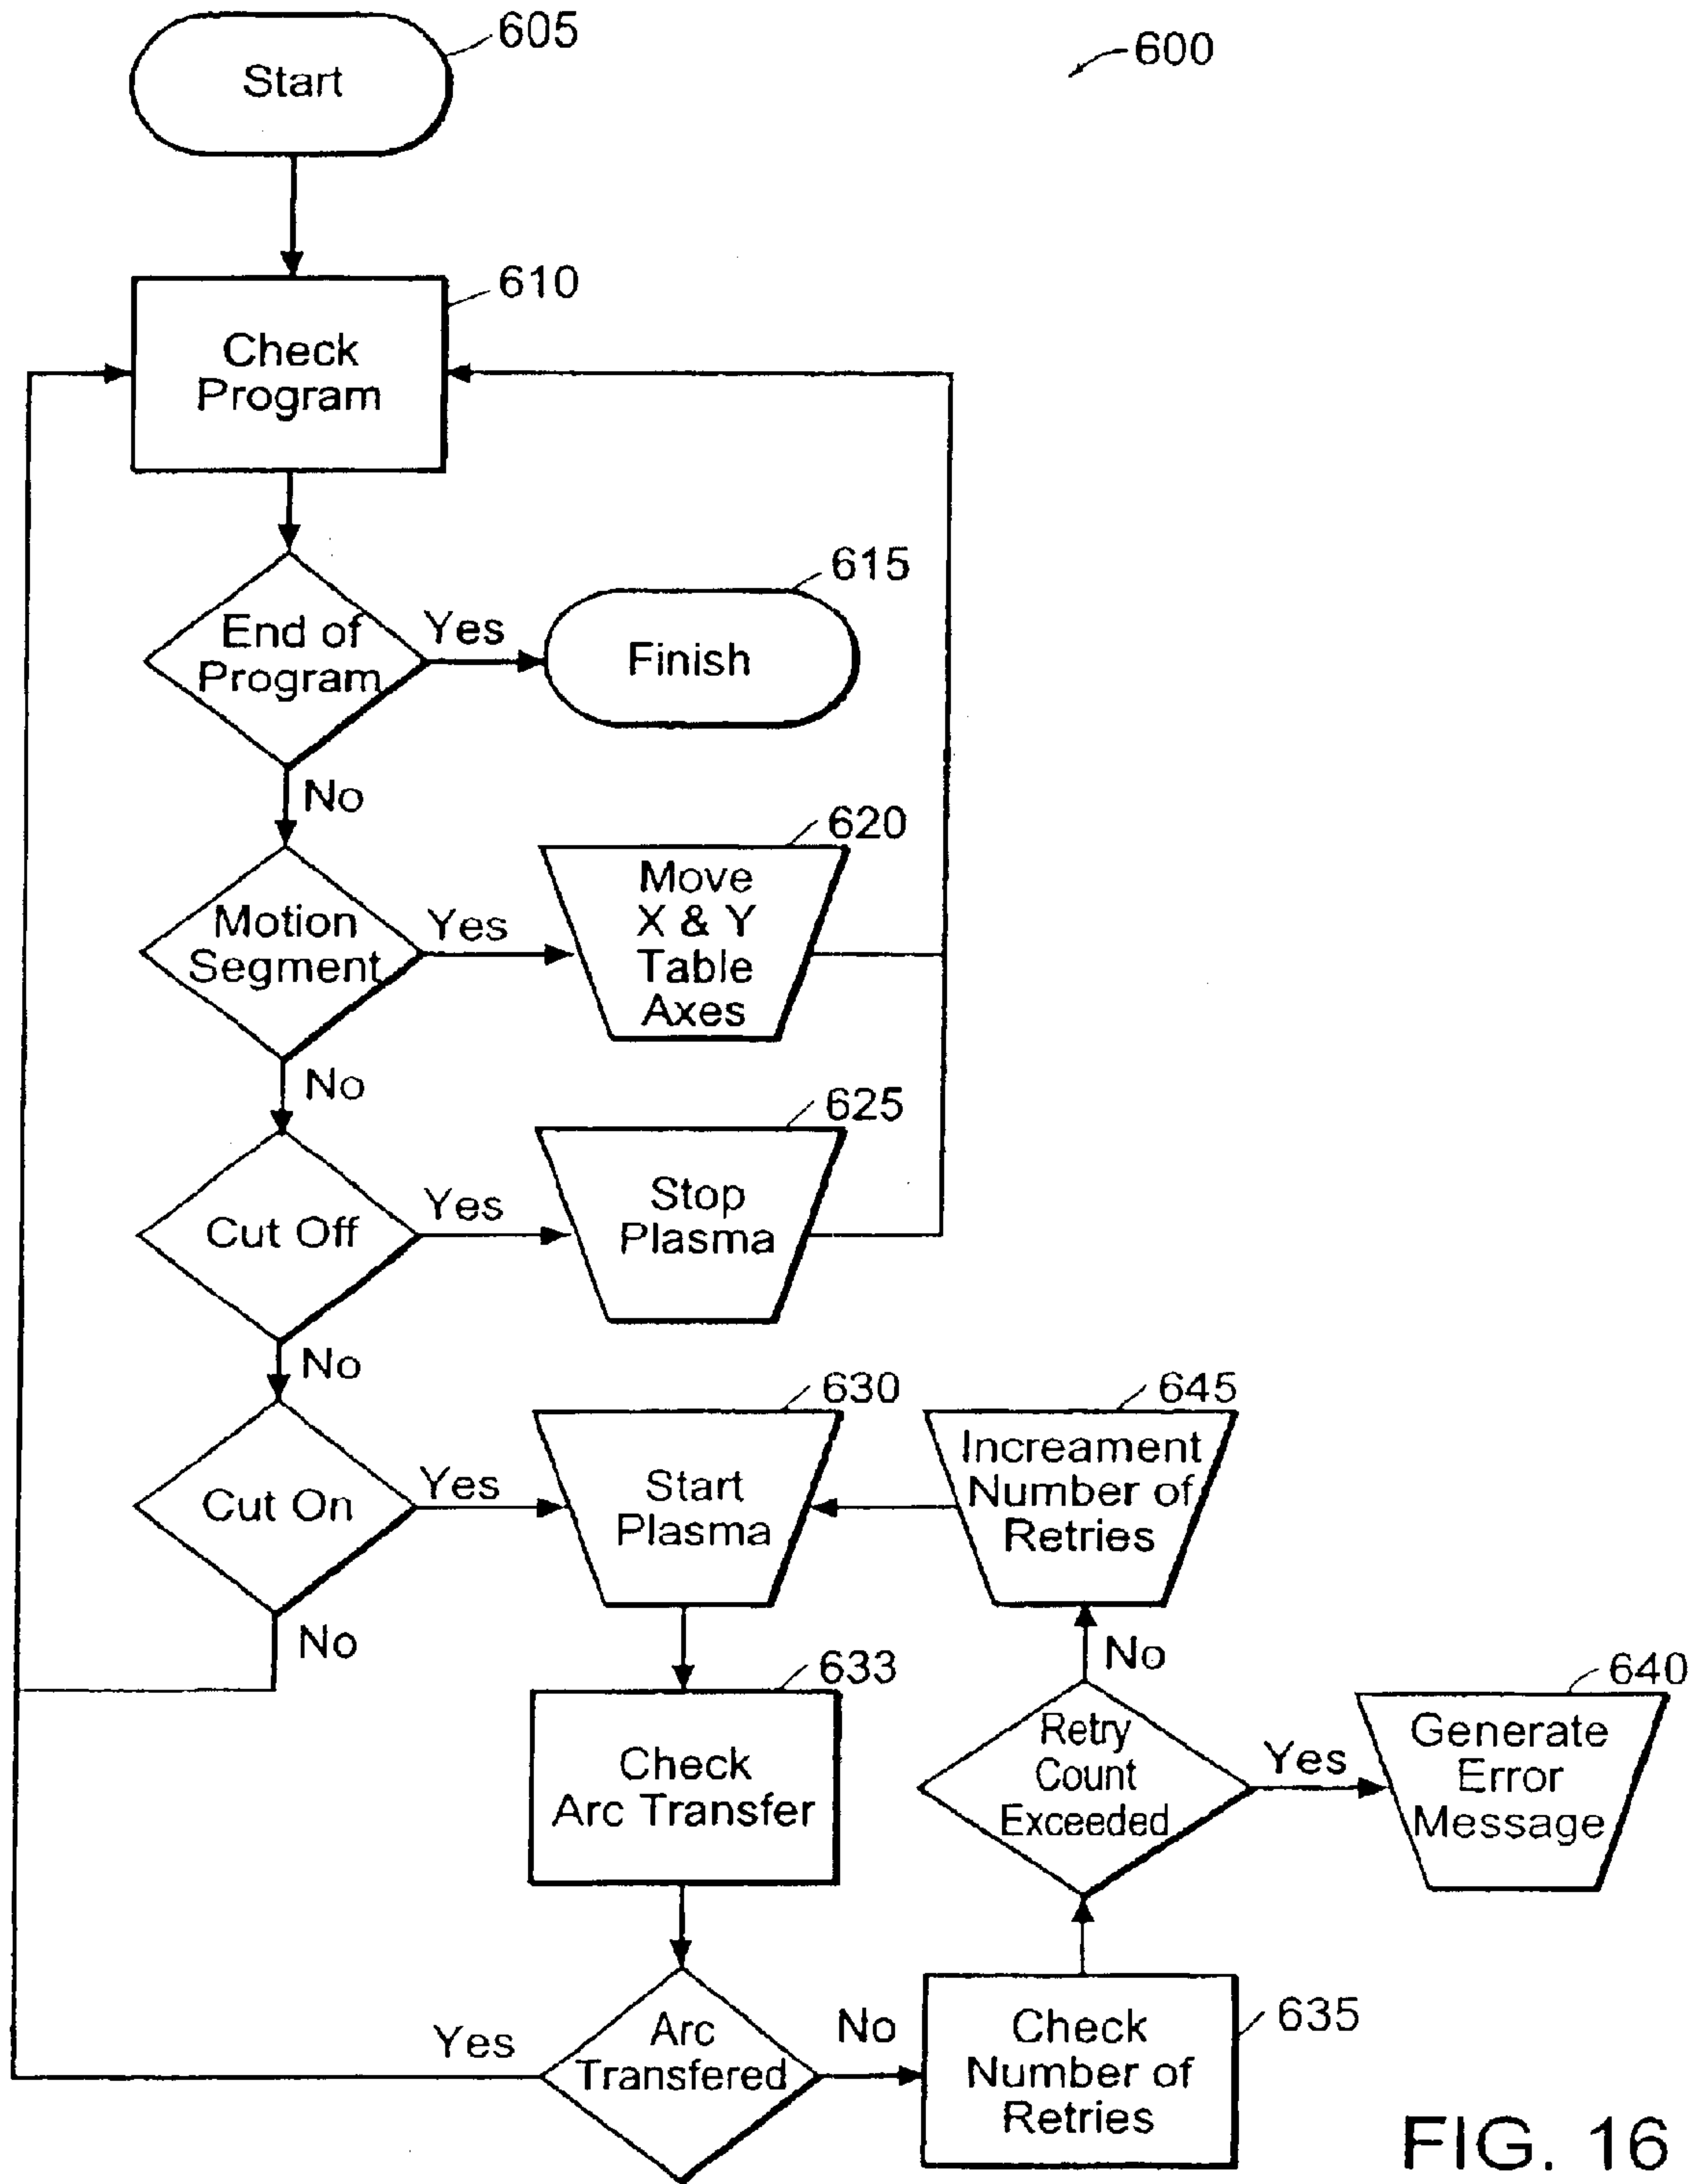 605
Start
600
610
Check
Program
615
End of
Program
Yes
Finish
No
620
Motion
Segment
Yes
Move
X & Y
Table
Axes
No
625
Cut Off
Yes
Stop
Plasma
No
630
645
Cut On
Yes
Start
Plasma
Increament
Number of
Retries
No
No
633
640
Check
Arc Transfer
Retry
Count
Exceeded
Yes
Generate
Error
Message
Yes
Arc
Transfered
No
Check
Number of
Retries
635
FIG. 16